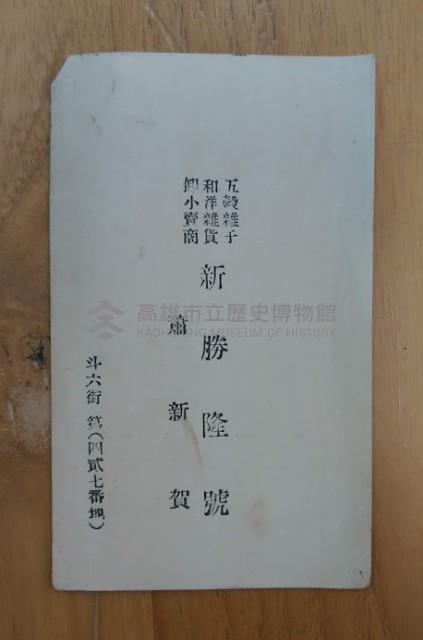 五穀雜子
和洋雜貨
卸小賣商
新勝隆號
肅新賀
斗六街 第(四貳七番地)
高雄市立歷史博物館
KAOHSIUNG MUSEUM OF HISTORY